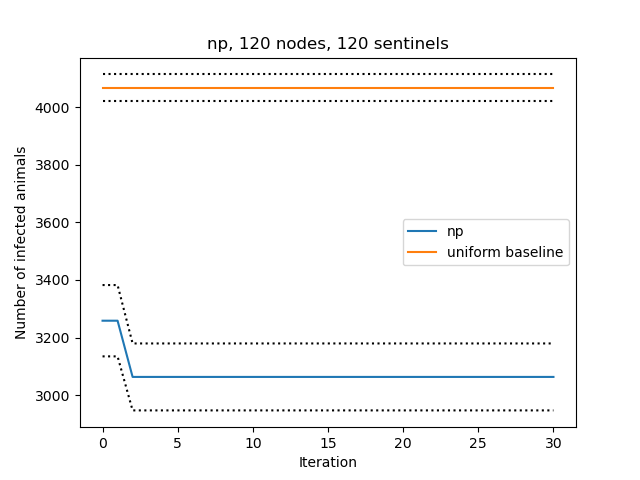 np, 120 nodes, 120 sentinels
Number of infected animals
4000
3800
3600
3400
3200
3000
np
uniform baseline
0 5 10 15 20 25 30
Iteration